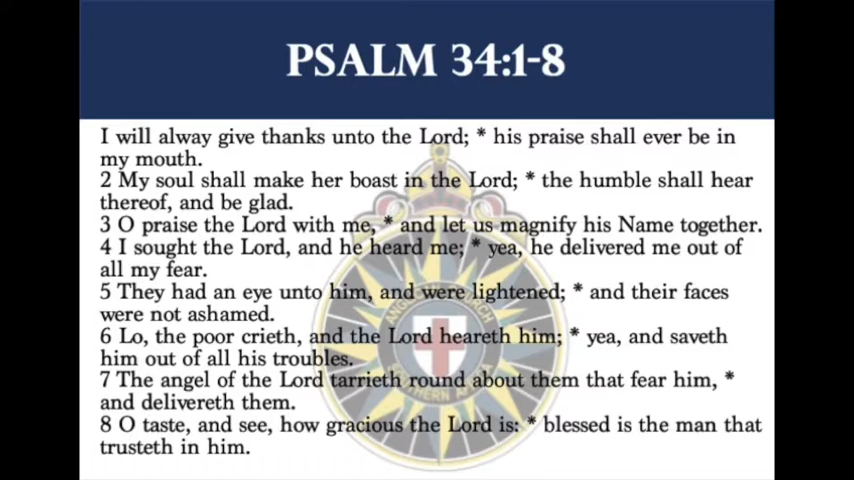 PSALM 34:1-8
I will alway give thanks unto the Lord; * his praise shall ever be in
my mouth.
2 My soul shall make her boast in the Lord; * the humble shall hear
thereof, and be glad.
3 O praise the Lord with me, * and let us magnify his Name together.
4 I sought the Lord, and he heard me; * yea, he delivered me out of
all my fear.
5 They had an eye unto him, and were lightened; * and their faces
were not ashamed.
6 Lo, the poor crieth, and the Lord heareth him; * yea, and saveth
him out of all his troubles.
7 The angel of the Lord tarrieth round about them that fear him, *
and delivereth them.
8 O taste, and see, how gracious the Lord is: * blessed is the man that
trusteth in him.